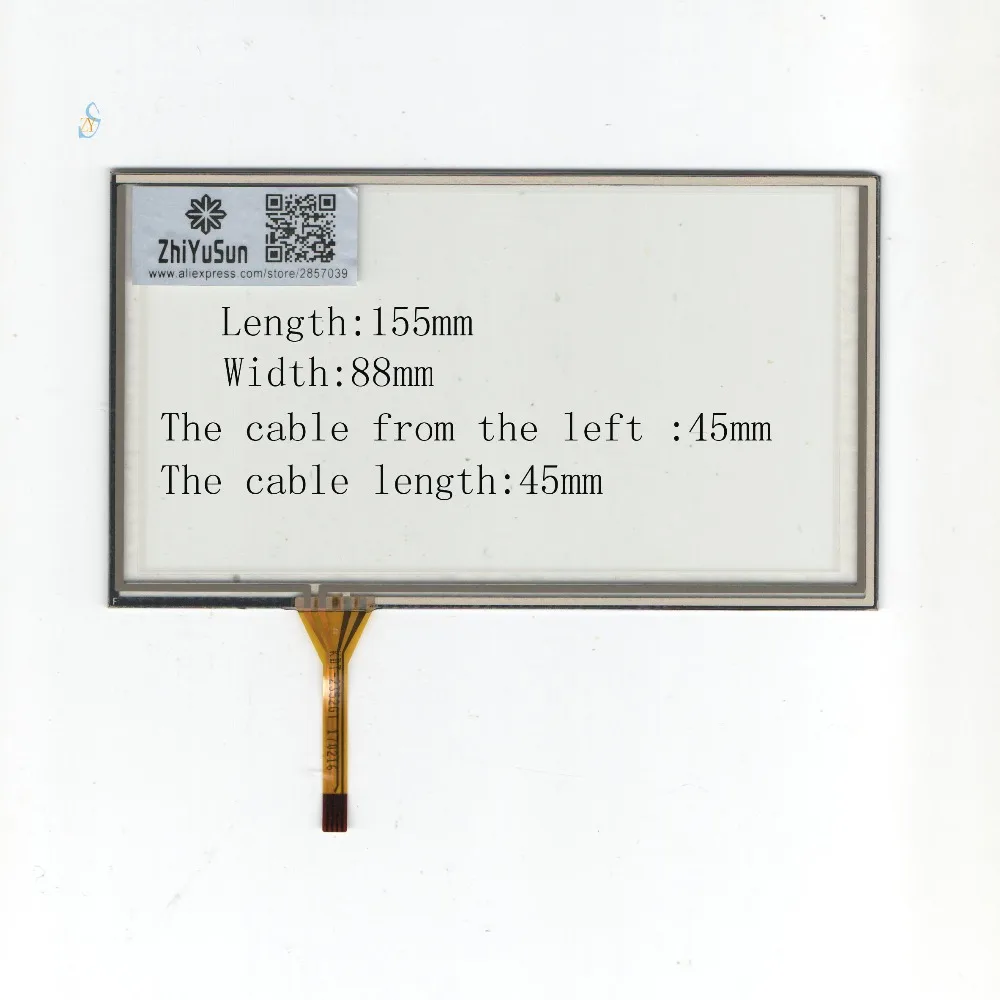 ZhiYuSun
www.aliexpress.com/store/2857039
Length:155mm
Width:88mm
The cable from the left :45mm
The cable length:45mm